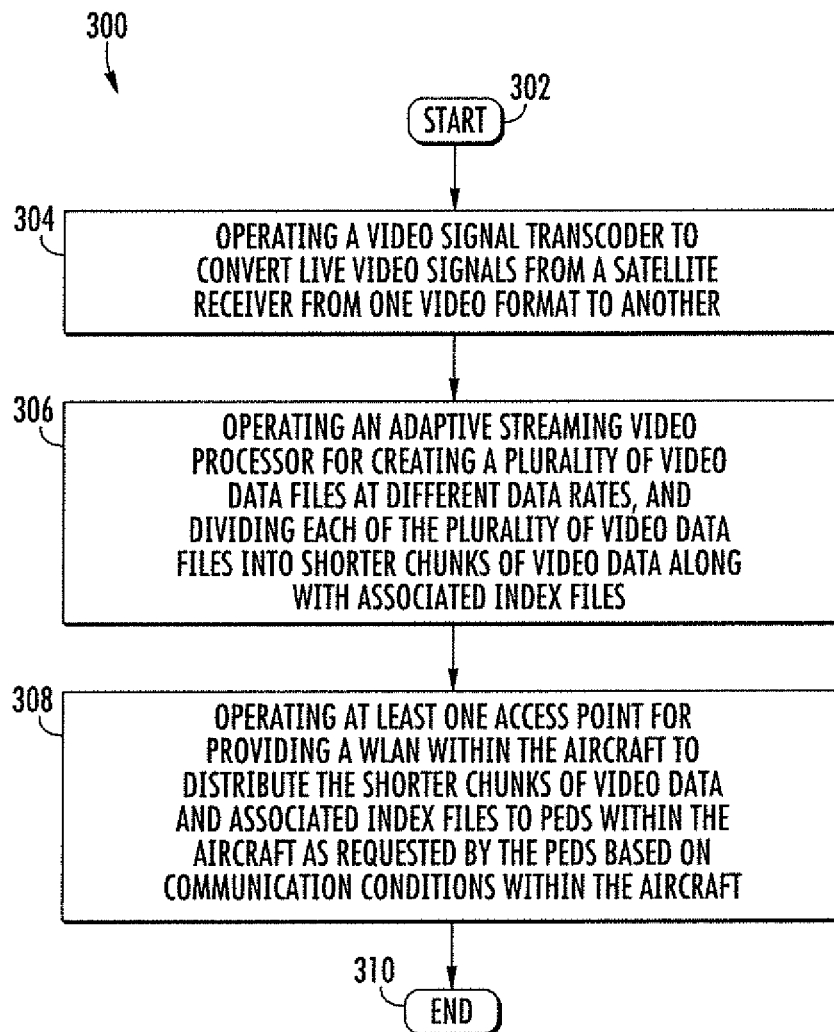 300
302
START
304
OPERATING A VIDEO SIGNAL TRANSCODER TO
CONVERT LIVE VIDEO SIGNALS FROM A SATELLITE
RECEIVER FROM ONE VIDEO FORMAT TO ANOTHER
306
OPERATING AN ADAPTIVE STREAMING VIDEO
PROCESSOR FOR CREATING A PLURALITY OF VIDEO
DATA FILES AT DIFFERENT DATA RATES, AND
DIVIDING EACH OF THE PLURALITY OF VIDEO DATA
FILES INTO SHORTER CHUNKS OF VIDEO DATA ALONG
WITH ASSOCIATED INDEX FILES
308
OPERATING AT LEAST ONE ACCESS POINT FOR
PROVIDING A WLAN WITHIN THE AIRCRAFT TO
DISTRIBUTE THE SHORTER CHUNKS OF VIDEO DATA
AND ASSOCIATED INDEX FILES TO PEDS WITHIN THE
AIRCRAFT AS REQUESTED BY THE PEDS BASED ON
COMMUNICATION CONDITIONS WITHIN THE AIRCRAFT
310
END